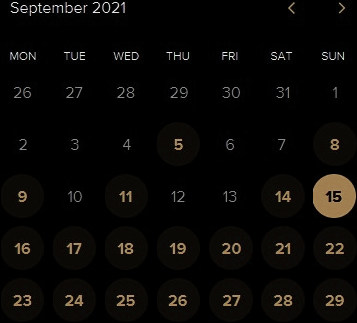 September 2021
MON TUE WED THU FRI SAT SUN
26 27 28 29 30 31 1
2 3 4 5 6 7 8
9 10 11 12 13 14 15
16 17 18 19 20 21 22
23 24 25 26 27 28 29